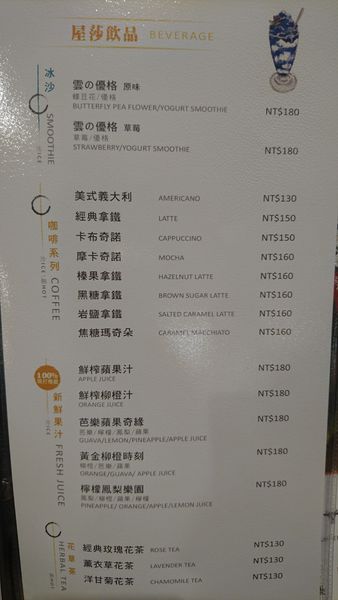 屋莎飲品 BEVERAGE
冰沙 SMOOTHIE
雲の優格 原味 NT$180
蝶豆花/優格
BUTTERFLY PEA FLOWER/YOGURT SMOOTHIE
雲の優格 草莓 NT$180
草莓/優格
STRAWBERRY/YOGURT SMOOTHIE
咖啡系列 COFFEE
美式義大利 AMERICANO NT$130
經典拿鐵 LATTE NT$150
卡布奇諾 CAPPUCCINO NT$150
摩卡奇諾 MOCHA NT$160
榛果拿鐵 HAZELNUT LATTE NT$160
黑糖拿鐵 BROWN SUGAR LATTE NT$160
岩鹽拿鐵 SALTED CARAMEL LATTE NT$160
焦糖瑪奇朵 CARAMEL MACCHIATO NT$160
100%
新鮮果汁 FRESH JUICE
鮮榨蘋果汁 NT$180
APPLE JUICE
鮮榨柳橙汁 NT$180
ORANGE JUICE
芭樂蘋果奇緣 NT$180
芭樂/檸檬/鳳梨/蘋果
GUAVA/LEMON/PINEAPPLE/APPLE JUICE
黃金柳橙時刻 NT$180
柳橙/芭樂/蘋果
ORANGE/GUAVA/ APPLE JUICE
檸檬鳳梨樂園 NT$180
鳳梨/柳橙/蘋果/檸檬
PINEAPPLE/ ORANGE/APPLE/LEMON JUICE
花草茶 HERBAL TEA
經典玫瑰花茶 ROSE TEA NT$130
薰衣草花茶 LAVENDER TEA NT$130
洋甘菊花茶 CHAMOMILE TEA NT$130